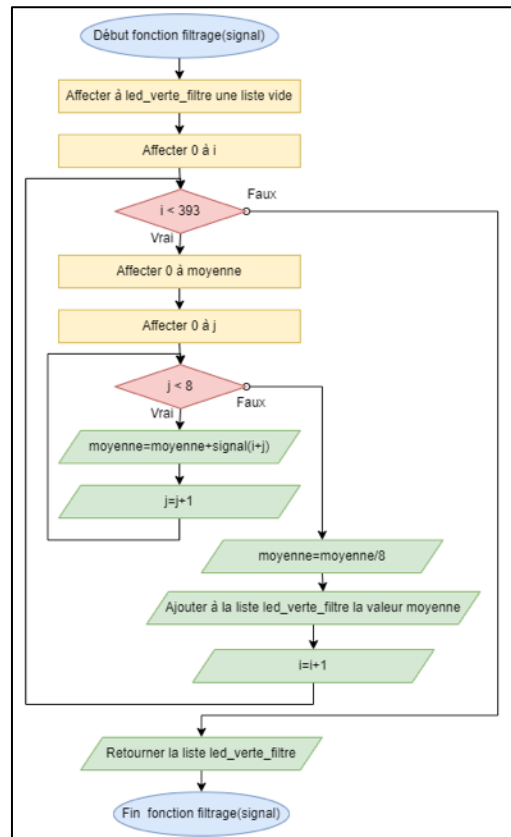 Début fonction filtrage(signal)
Affecter à led_verte_filtre une liste vide
Affecter 0 à i
i < 393
Faux
Vrai
Affecter 0 à moyenne
Affecter 0 à j
j < 8
Faux
Vrai
moyenne=moyenne+signal(i+j)
j=j+1
moyenne=moyenne/8
Ajouter à la liste led_verte_filtre la valeur moyenne
i=i+1
Retourner la liste led_verte_filtre
Fin fonction filtrage(signal)